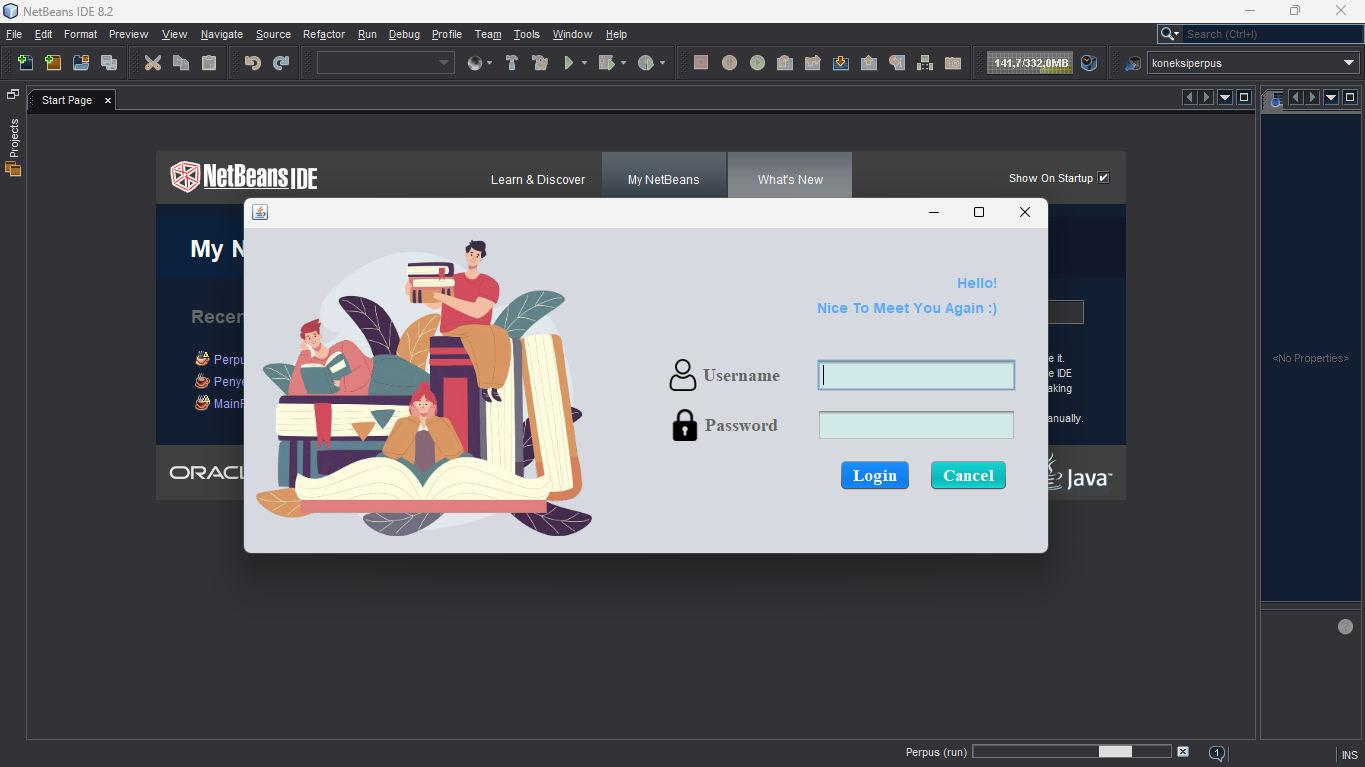 NetBeans IDE 8.2
File Edit Format Preview View Navigate Source Refactor Run Debug Profile Team Tools Window Help
Search (Ctrl+I)
141,7/332,0MB
koneksiperpus
Start Page
Projects
NetBeans IDE
Learn & Discover
My NetBeans
What's New
Show On Startup
My N
Recen
Perpu
Penye
MainF
ORACL
Hello!
Nice To Meet You Again :)
Username
Password
Login
Cancel
e it.
e IDE
aking
anually.
Java
<No Properties>
Perpus (run)
1
INS